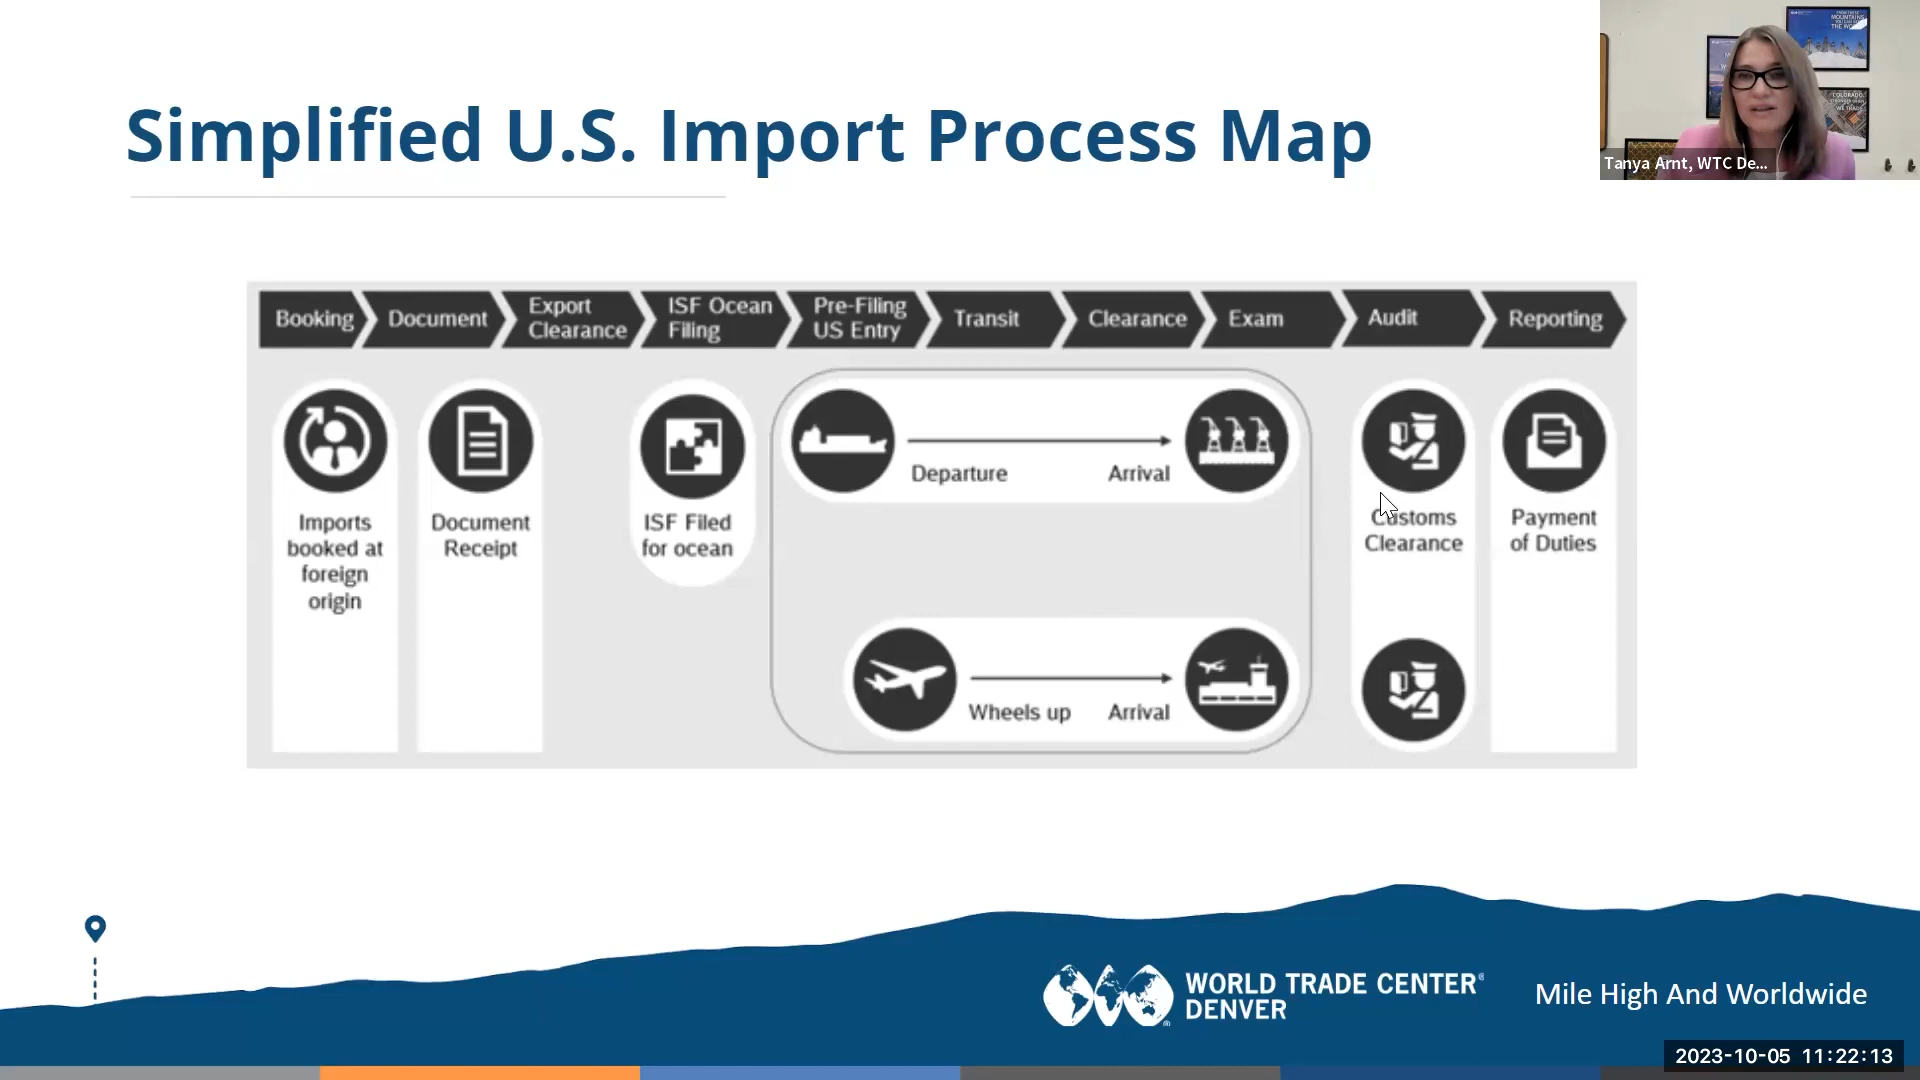 Simplified U.S. Import Process Map
MOUNTAINS
Tanya Arnt, WTC De...
Booking
Document
Export
Clearance
ISF Ocean
Filing
Pre-Filing
US Entry
Transit
Clearance
Exam
Audit
Reporting
Imports
booked at
foreign
origin
Document
Receipt
ISF Filed
for ocean
Departure
Arrival
Wheels up
Arrival
Customs
Clearance
Payment
of Duties
WORLD TRADE CENTER®
DENVER
Mile High And Worldwide
2023-10-05 11:22:13